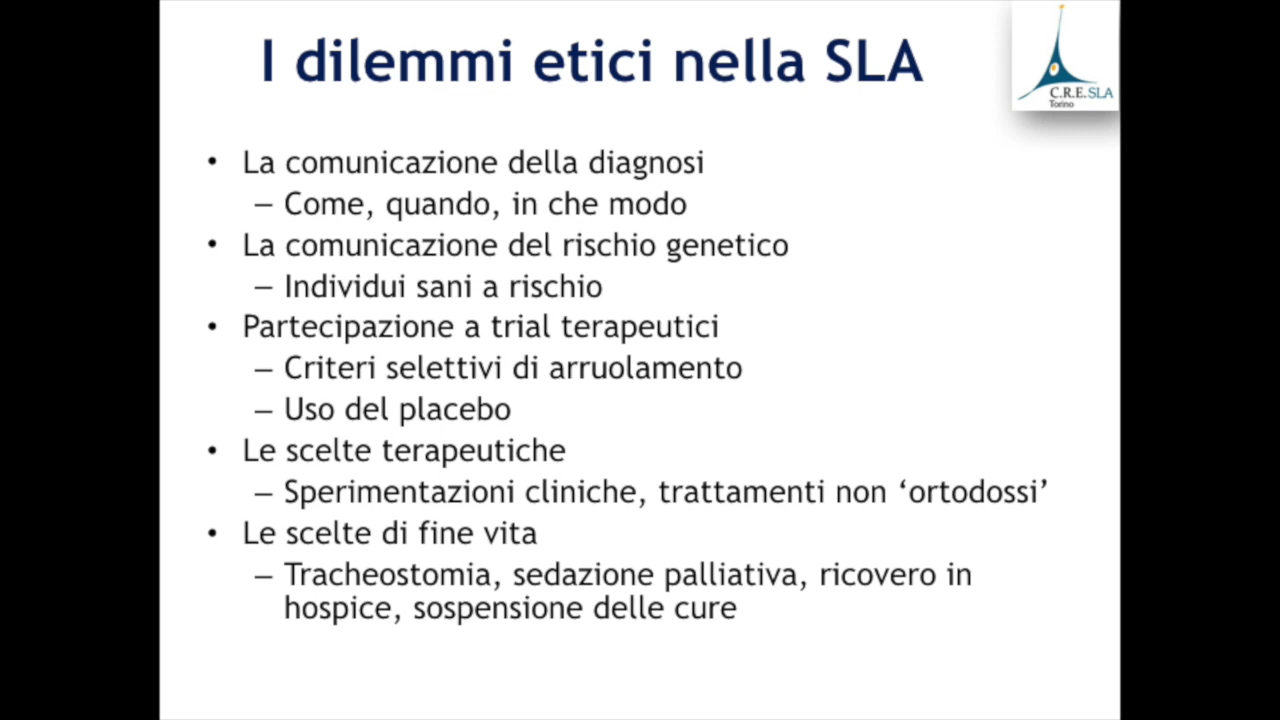 I dilemmi etici nella SLA
C.R.E.SLA
Torino
• La comunicazione della diagnosi
– Come, quando, in che modo
• La comunicazione del rischio genetico
– Individui sani a rischio
• Partecipazione a trial terapeutici
– Criteri selettivi di arruolamento
– Uso del placebo
• Le scelte terapeutiche
– Sperimentazioni cliniche, trattamenti non ‘ortodossi’
• Le scelte di fine vita
– Tracheostomia, sedazione palliativa, ricovero in
hospice, sospensione delle cure